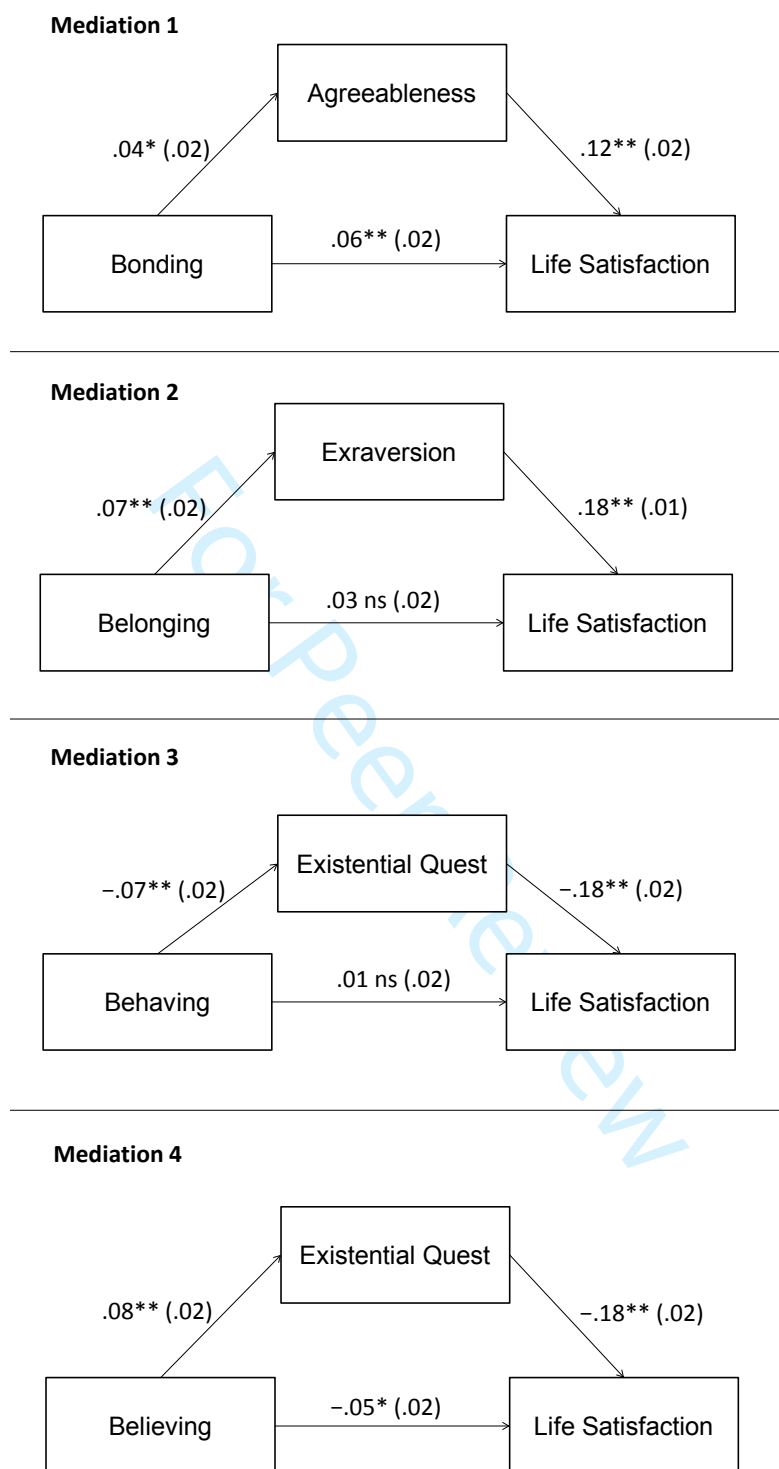 Mediation 1
Agreeableness
.04* (.02)
.12** (.02)
.06** (.02)
Bonding
Life Satisfaction
Mediation 2
Exraversion
.07** (.02)
.18** (.01)
.03 ns (.02)
Belonging
Life Satisfaction
Mediation 3
Existential Quest
−.07** (.02)
−.18** (.02)
.01 ns (.02)
Behaving
Life Satisfaction
Mediation 4
Existential Quest
.08** (.02)
−.18** (.02)
−.05* (.02)
Believing
Life Satisfaction
For Peer Review